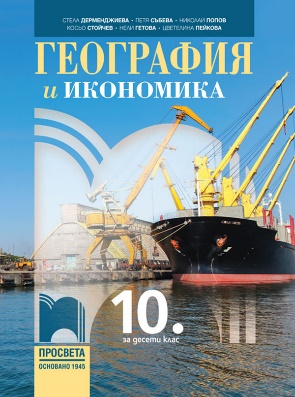 СТЕЛА ДЕРМЕНДЖИЕВА • ПЕТЯ СЪБЕВА • НИКОЛАЙ ПОПОВ
КОСЬО СТОЙЧЕВ • НЕЛИ ГЕТОВА • ЦВЕТЕЛИНА ПЕЙКОВА
ГЕОГРАФИЯ
и ИКОНОМИКА
10.
за десети клас
ПРОСВЕТА
ОСНОВАНО 1945